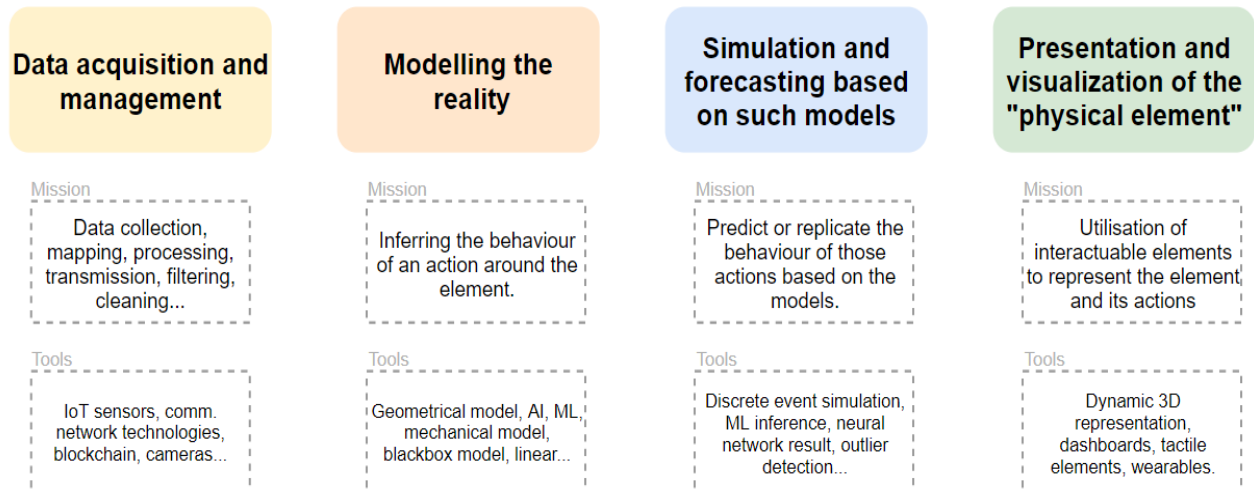 Data acquisition and
management
Modelling the
reality
Simulation and
forecasting based
on such models
Presentation and
visualization of the
"physical element"
Mission
Data collection,
mapping, processing,
transmission, filtering,
cleaning...
Mission
Inferring the behaviour
of an action around the
element.
Mission
Predict or replicate the
behaviour of those
actions based on the
models.
Mission
Utilisation of
interactuable elements
to represent the element
and its actions
Tools
IoT sensors, comm.
network technologies,
blockchain, cameras...
Tools
Geometrical model, AI, ML,
mechanical model,
blackbox model, linear...
Tools
Discrete event simulation,
ML inference, neural
network result, outlier
detection...
Tools
Dynamic 3D
representation,
dashboards, tactile
elements, wearables.